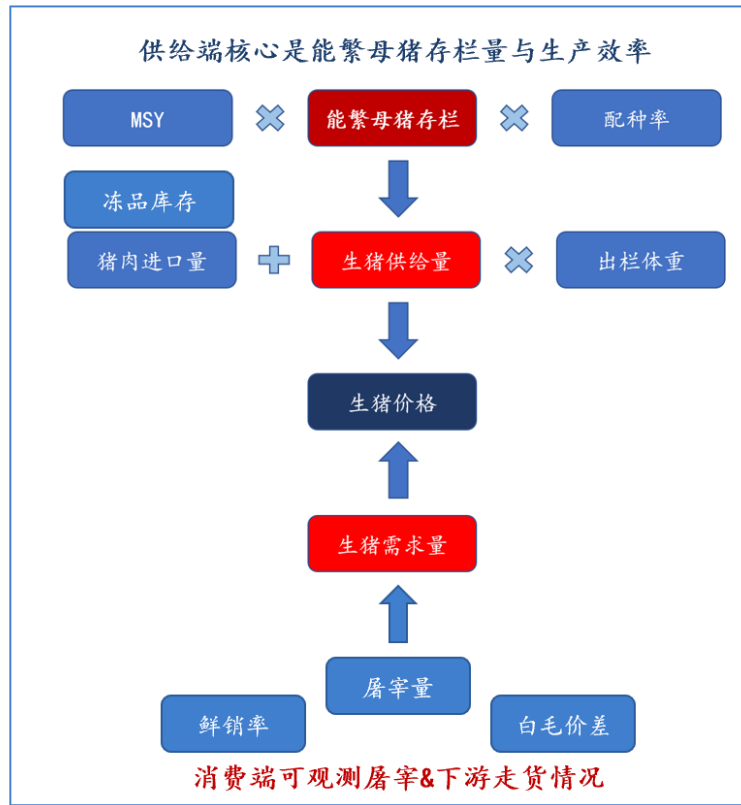 供给端核心是能繁母猪存栏量与生产效率
MSY
能繁母猪存栏
配种率
冻品库存
猪肉进口量
生猪供给量
出栏体重
生猪价格
生猪需求量
屠宰量
鲜销率
白毛价差
消费端可观测屠宰&下游走货情况